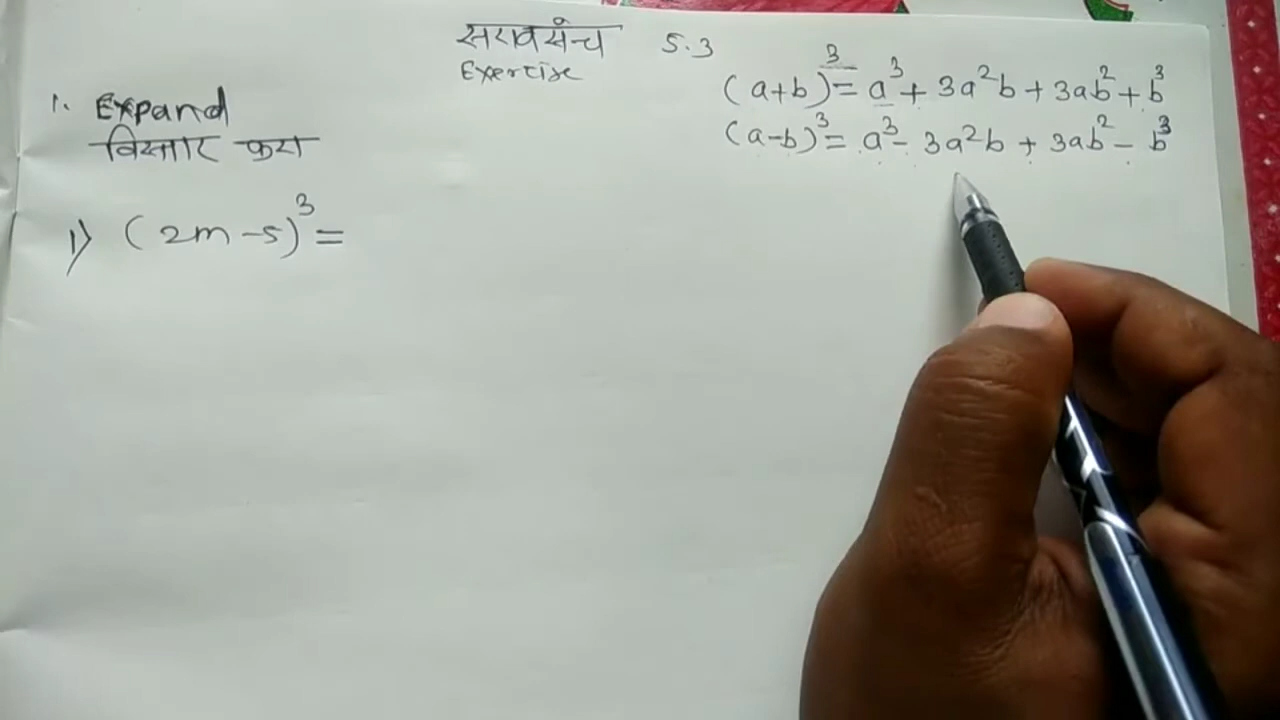 सरावसंच 5.3
Exercise
(a+b)³ = a³ + 3a²b + 3ab² + b³
(a-b)³ = a³ - 3a²b + 3ab² - b³
1. Expand
विस्तार करा
1) (2m-5)³ =